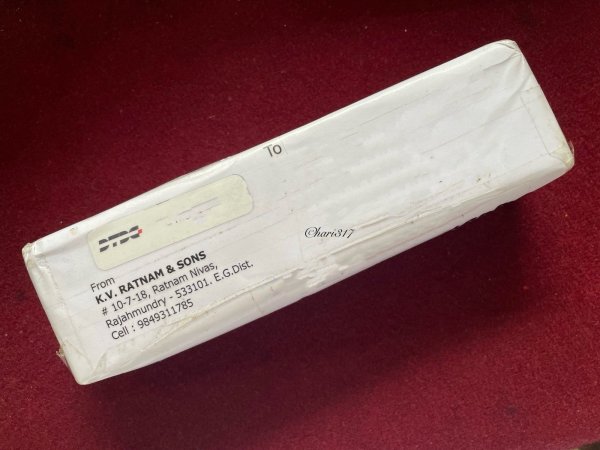 To
DTDC
From
K.V. RATNAM & SONS
# 10-7-18, Ratnam Nivas,
Rajahmundry - 533101. E.G.Dist.
Cell : 9849311785
©hari317